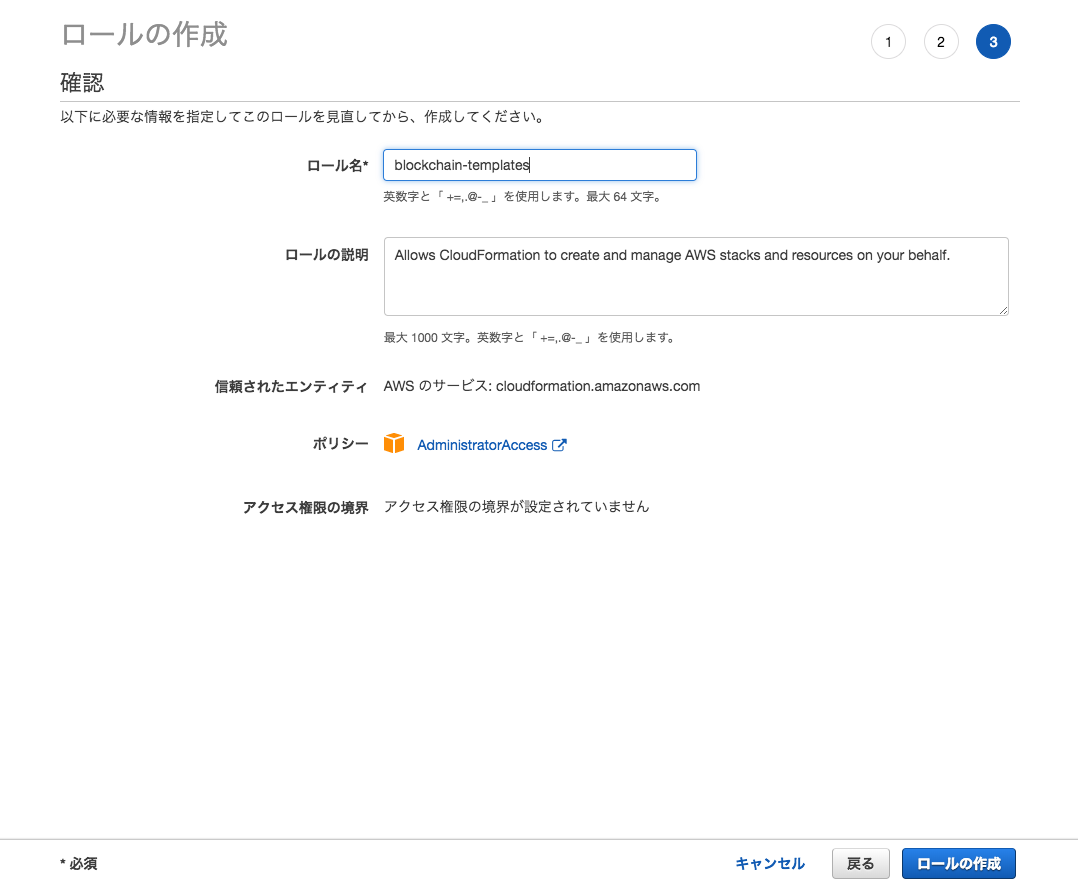 ロールの作成
1 2 3
確認
以下に必要な情報を指定してこのロールを見直してから、作成してください。
ロール名* blockchain-templates
英数字と「 +=,.@-_ 」を使用します。最大 64 文字。
ロールの説明 Allows CloudFormation to create and manage AWS stacks and resources on your behalf.
最大 1000 文字。英数字と「 +=,.@-_ 」を使用します。
信頼されたエンティティ AWS のサービス: cloudformation.amazonaws.com
ポリシー AdministratorAccess
アクセス権限の境界 アクセス権限の境界が設定されていません
* 必須 キャンセル 戻る ロールの作成